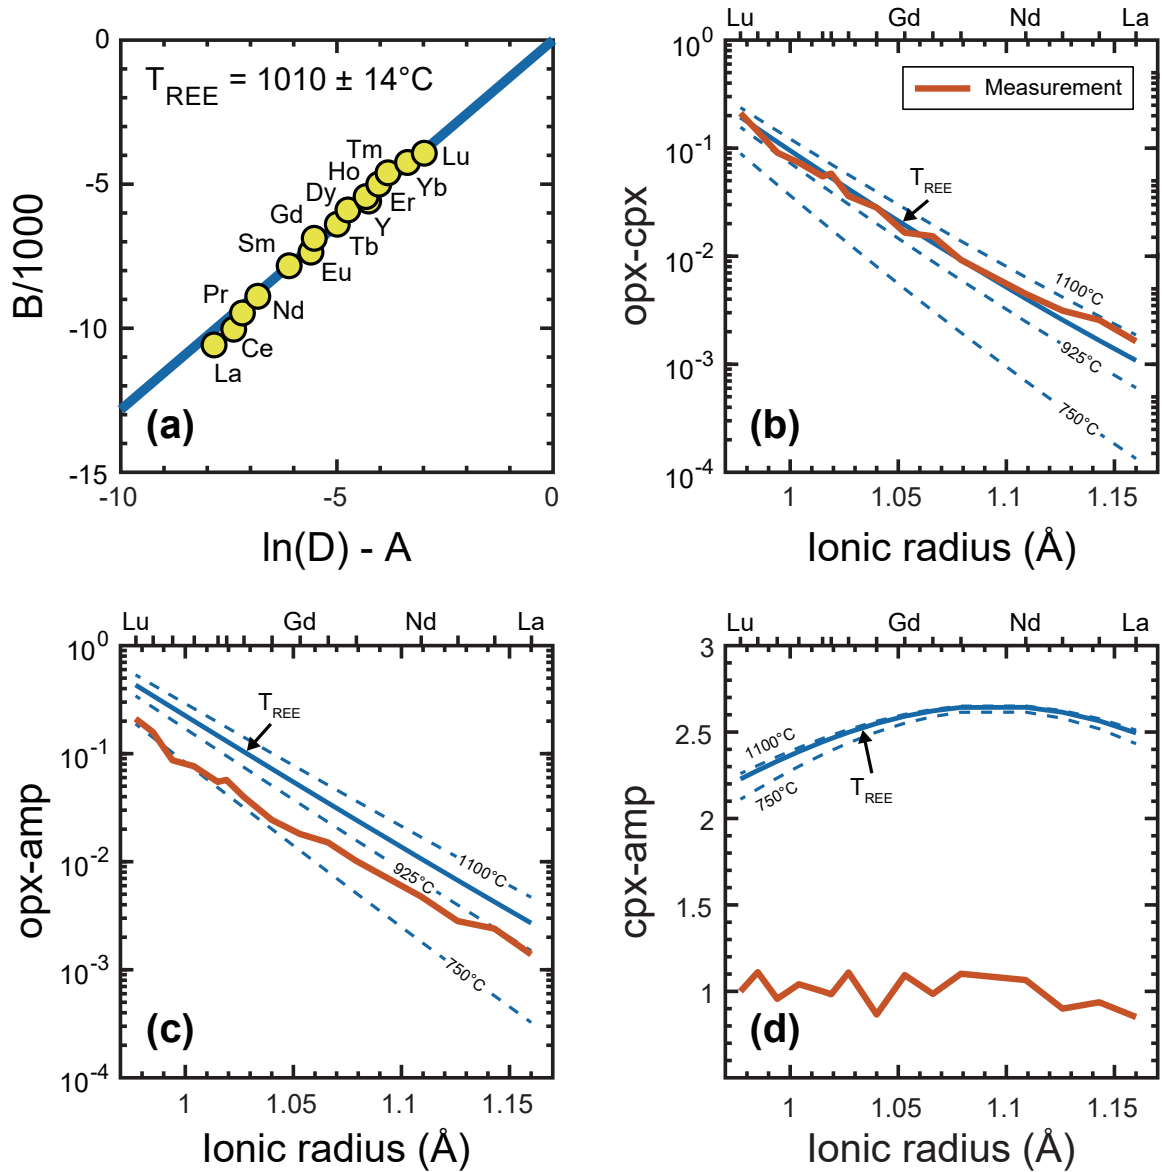 T_REE = 1010 ± 14°C
0
-5
-10
-15
B/1000
Tm
Lu
Ho
Yb
Dy
Er
Gd
Y
Sm
Tb
Eu
Pr
Nd
Ce
La
(a)
-10
-5
0
ln(D) - A
Lu
Gd
Nd
La
10^0
10^-1
10^-2
10^-3
10^-4
opx-cpx
Measurement
T_REE
1100°C
925°C
750°C
(b)
1
1.05
1.1
1.15
Ionic radius (Å)
Lu
Gd
Nd
La
10^0
10^-1
10^-2
10^-3
10^-4
opx-amp
T_REE
1100°C
925°C
750°C
(c)
1
1.05
1.1
1.15
Ionic radius (Å)
Lu
Gd
Nd
La
3
2.5
2
1.5
1
cpx-amp
1100°C
750°C
T_REE
(d)
1
1.05
1.1
1.15
Ionic radius (Å)